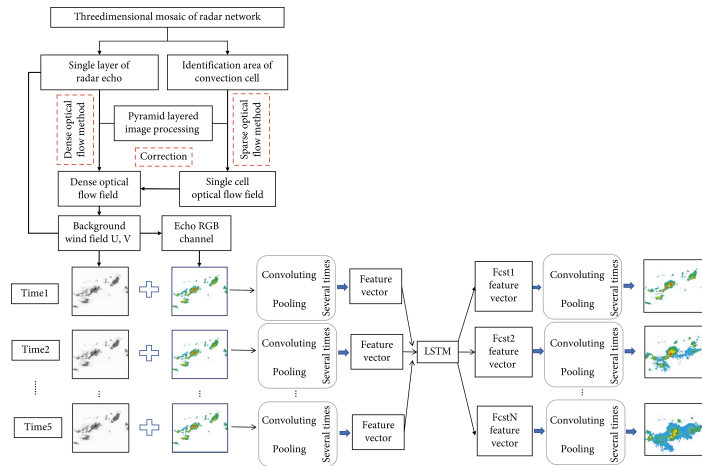 Threedimensional mosaic of radar network
Single layer of
radar echo
Identification area of
convection cell
Dense optical
flow method
Pyramid layered
image processing
Sparse optical
flow method
Correction
Dense optical
flow field
Single cell
optical flow field
Background
wind field U, V
Echo RGB
channel
Time1
Convoluting
Pooling
Several times
Feature
vector
Fcst1
feature
vector
Convoluting
Pooling
Several times
Time2
Convoluting
Pooling
Several times
Feature
vector
LSTM
Fcst2
feature
vector
Convoluting
Pooling
Several times
Time5
Convoluting
Pooling
Several times
Feature
vector
FcstN
feature
vector
Convoluting
Pooling
Several times